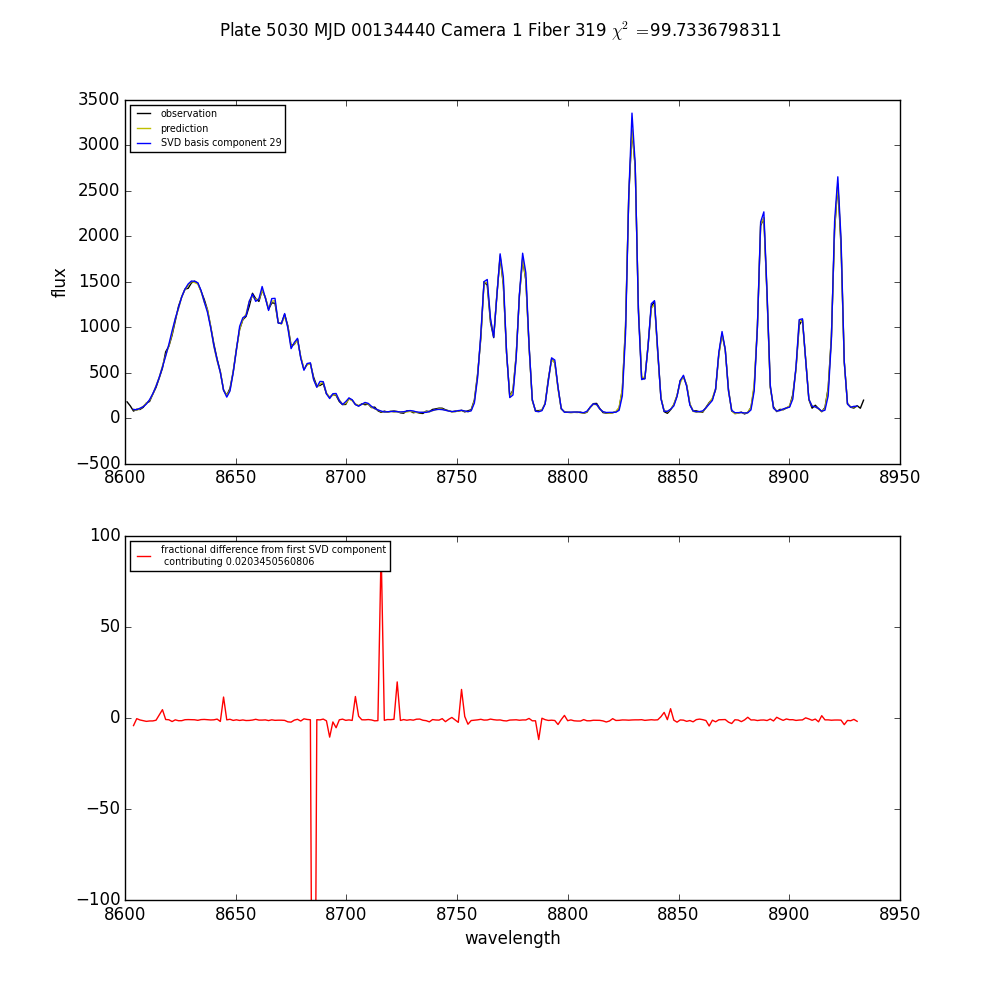 Plate 5030 MJD 00134440 Camera 1 Fiber 319 χ² =99.7336798311
3500
3000
2500
2000
1500
1000
500
0
−500
flux
observation
prediction
SVD basis component 29
8600 8650 8700 8750 8800 8850 8900 8950
100
50
0
−50
−100
fractional difference from first SVD component
contributing 0.0203450560806
8600 8650 8700 8750 8800 8850 8900 8950
wavelength